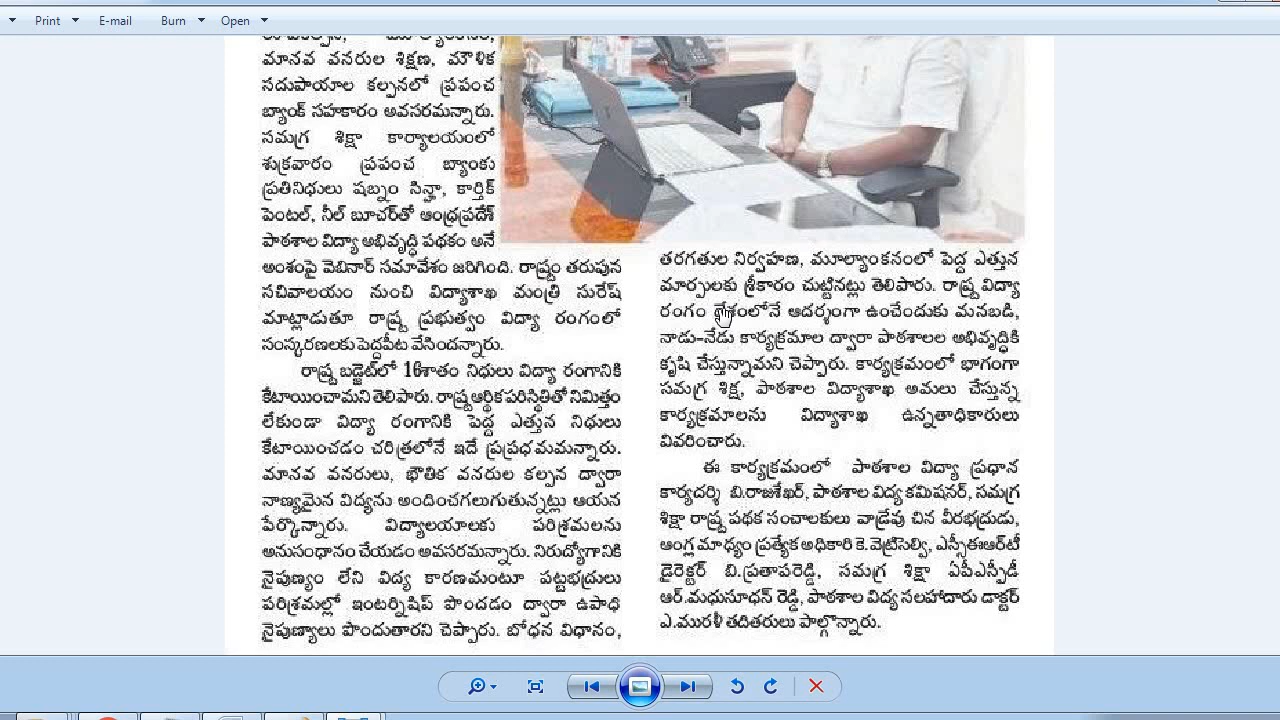 Print
E-mail
Burn
Open
మానవ వనరుల శిక్షణ, మౌళిక
సదుపాయాల కల్పనలో ప్రపంచ
బ్యాంక్ సహకారం అవసరమన్నారు.
సమగ్ర శిక్షా కార్యాలయంలో
శుక్రవారం ప్రపంచ బ్యాంకు
ప్రతినిధులు షబ్నం సిన్హా, కార్తిక్
పెంటల్, నీల్ బూచర్‌తో ఆంధ్రప్రదేశ్
పాఠశాల విద్యా అభివృద్ధి పథకం అనే
అంశంపై వెబినార్ సమావేశం జరిగింది. రాష్ట్రం తరుపున
సచివాలయం నుంచి విద్యాశాఖ మంత్రి సురేష్
మాట్లాడుతూ రాష్ట్ర ప్రభుత్వం విద్యా రంగంలో
సంస్కరణలకు పెద్దపీట వేసిందన్నారు.
రాష్ట్ర బడ్జెట్‌లో 16శాతం నిధులు విద్యా రంగానికి
కేటాయించామని తెలిపారు. రాష్ట్ర ఆర్థిక పరిస్థితితో నిమిత్తం
లేకుండా విద్యా రంగానికి పెద్ద ఎత్తున నిధులు
కేటాయించడం చరిత్రలోనే ఇదే ప్రప్రధమమన్నారు.
మానవ వనరులు, భౌతిక వనరుల కల్పన ద్వారా
నాణ్యమైన విద్యను అందించగలుగుతున్నట్లు ఆయన
పేర్కొన్నారు. విద్యాలయాలకు పరిశ్రమలను
అనుసంధానం చేయడం అవసరమన్నారు. నిరుద్యోగానికి
నైపుణ్యం లేని విద్య కారణమంటూ పట్టభద్రులు
పరిశ్రమల్లో ఇంటర్న్‌షిప్ పొందడం ద్వారా ఉపాధి
నైపుణ్యాలు పొందుతారని చెప్పారు. బోధన విధానం,
తరగతుల నిర్వహణ, మూల్యాంకనంలో పెద్ద ఎత్తున
మార్పులకు శ్రీకారం చుట్టినట్లు తెలిపారు. రాష్ట్ర విద్యా
రంగం దేశంలోనే ఆదర్శంగా ఉంచేందుకు మనబడి,
నాడు-నేడు కార్యక్రమాల ద్వారా పాఠశాలల అభివృద్ధికి
కృషి చేస్తున్నామని చెప్పారు. కార్యక్రమంలో భాగంగా
సమగ్ర శిక్ష, పాఠశాల విద్యాశాఖ అమలు చేస్తున్న
కార్యక్రమాలను విద్యాశాఖ ఉన్నతాధికారులు
వివరించారు.
ఈ కార్యక్రమంలో పాఠశాల విద్యా ప్రధాన
కార్యదర్శి బి.రాజశేఖర్, పాఠశాల విద్య కమిషనర్, సమగ్ర
శిక్షా రాష్ట్ర పథక సంచాలకులు వాడ్రేవు చిన వీరభద్రుడు,
ఆంగ్ల మాధ్యం ప్రత్యేక అధికారి కె.వెట్రిసెల్వి, ఎస్సీఈఆర్‌టీ
డైరెక్టర్ బి.ప్రతాపరెడ్డి, సమగ్ర శిక్షా ఏపీఎస్పీడీ
ఆర్.మధుసూధన్ రెడ్డి, పాఠశాల విద్య సలహాదారు డాక్టర్
ఎ.మురళీ తదితరులు పాల్గొన్నారు.